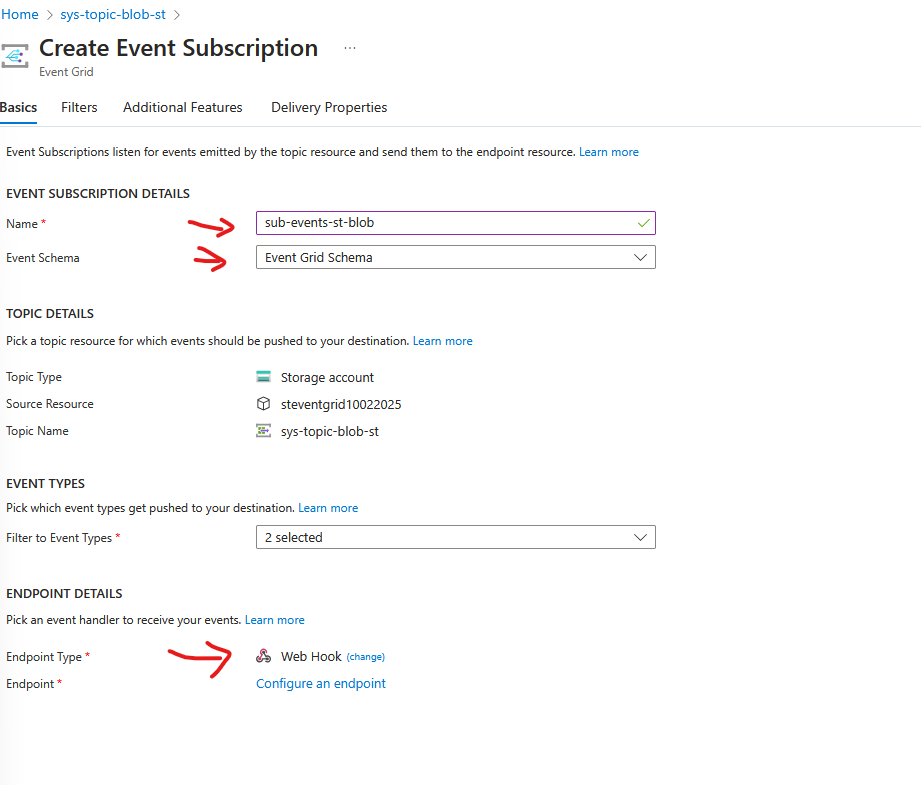 Home > sys-topic-blob-st >
Create Event Subscription ...
Event Grid
Basics Filters Additional Features Delivery Properties
Event Subscriptions listen for events emitted by the topic resource and send them to the endpoint resource. Learn more
EVENT SUBSCRIPTION DETAILS
Name * sub-events-st-blob
Event Schema Event Grid Schema
TOPIC DETAILS
Pick a topic resource for which events should be pushed to your destination. Learn more
Topic Type Storage account
Source Resource steventgrid10022025
Topic Name sys-topic-blob-st
EVENT TYPES
Pick which event types get pushed to your destination. Learn more
Filter to Event Types * 2 selected
ENDPOINT DETAILS
Pick an event handler to receive your events. Learn more
Endpoint Type * Web Hook (change)
Endpoint * Configure an endpoint